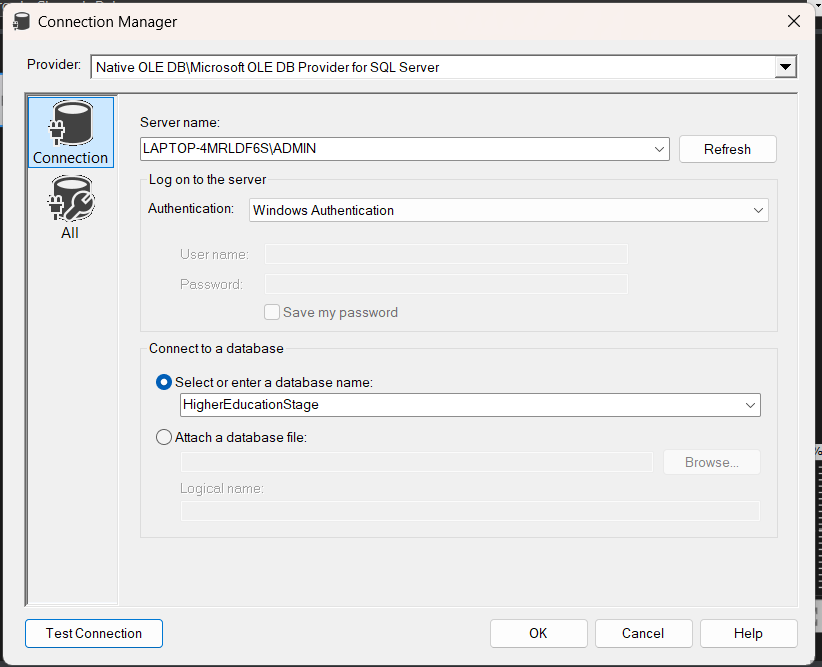 Connection Manager
Provider: Native OLE DB\Microsoft OLE DB Provider for SQL Server
Connection
All
Server name:
LAPTOP-4MRLDF6S\ADMIN Refresh
Log on to the server
Authentication: Windows Authentication
User name:
Password:
Save my password
Connect to a database
Select or enter a database name:
HigherEducationStage
Attach a database file:
Browse...
Logical name:
Test Connection OK Cancel Help